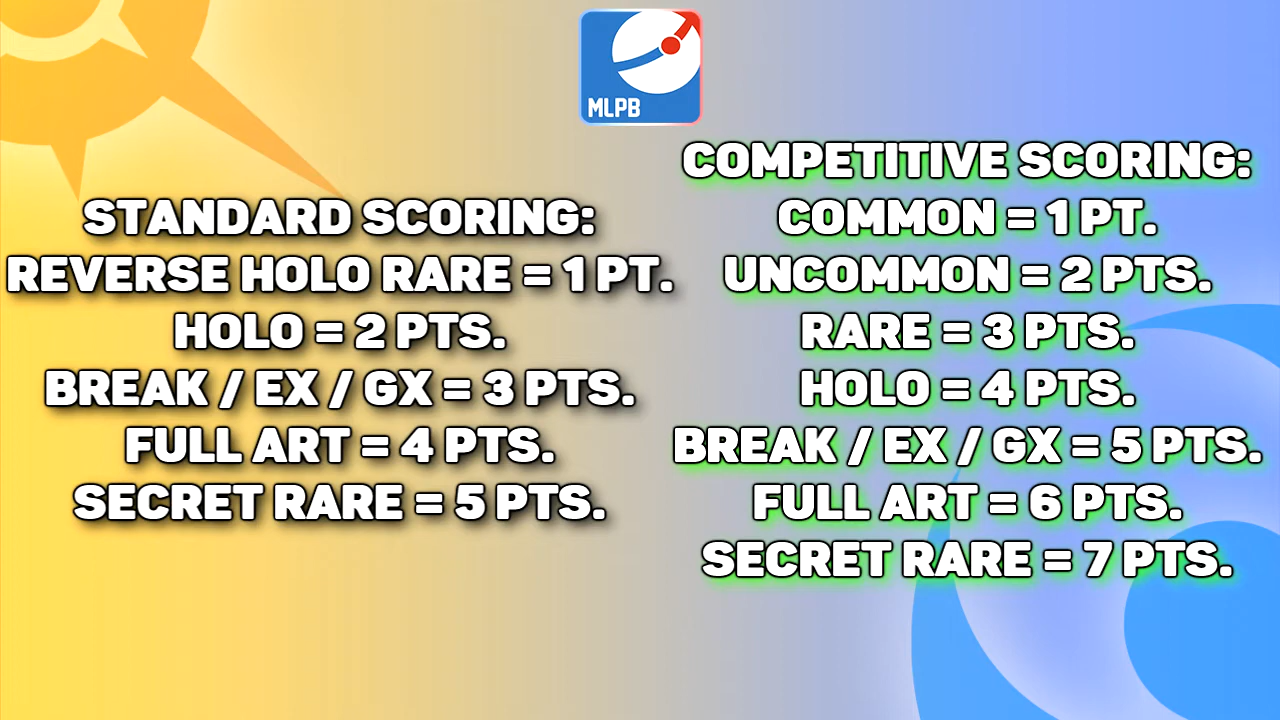 MLPB
STANDARD SCORING:
REVERSE HOLO RARE = 1 PT.
HOLO = 2 PTS.
BREAK / EX / GX = 3 PTS.
FULL ART = 4 PTS.
SECRET RARE = 5 PTS.
COMPETITIVE SCORING:
COMMON = 1 PT.
UNCOMMON = 2 PTS.
RARE = 3 PTS.
HOLO = 4 PTS.
BREAK / EX / GX = 5 PTS.
FULL ART = 6 PTS.
SECRET RARE = 7 PTS.